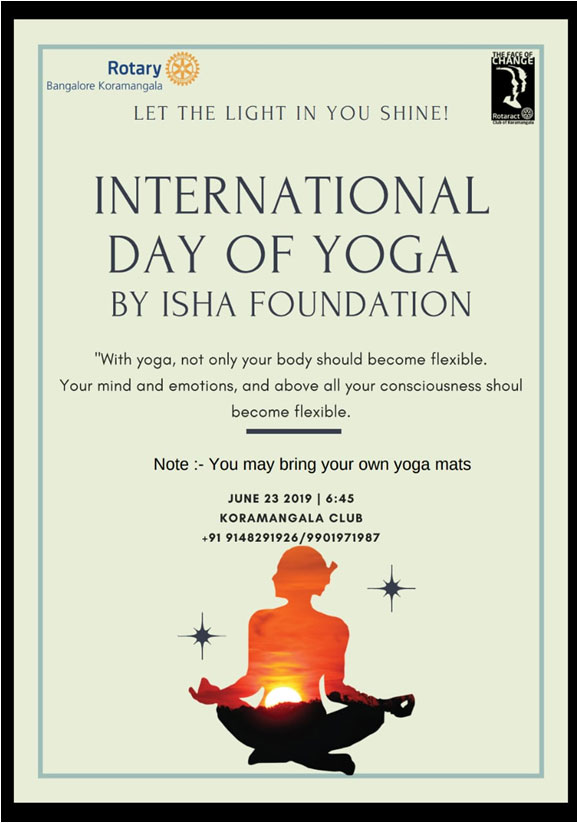 Rotary
Bangalore Koramangala
THE FACE OF
CHANGE
Rotaract
Club of Koramangala
LET THE LIGHT IN YOU SHINE!
INTERNATIONAL
DAY OF YOGA
BY ISHA FOUNDATION
"With yoga, not only your body should become flexible.
Your mind and emotions, and above all your consciousness shoul
become flexible.
Note :- You may bring your own yoga mats
JUNE 23 2019 | 6:45
KORAMANGALA CLUB
+91 9148291926/9901971987